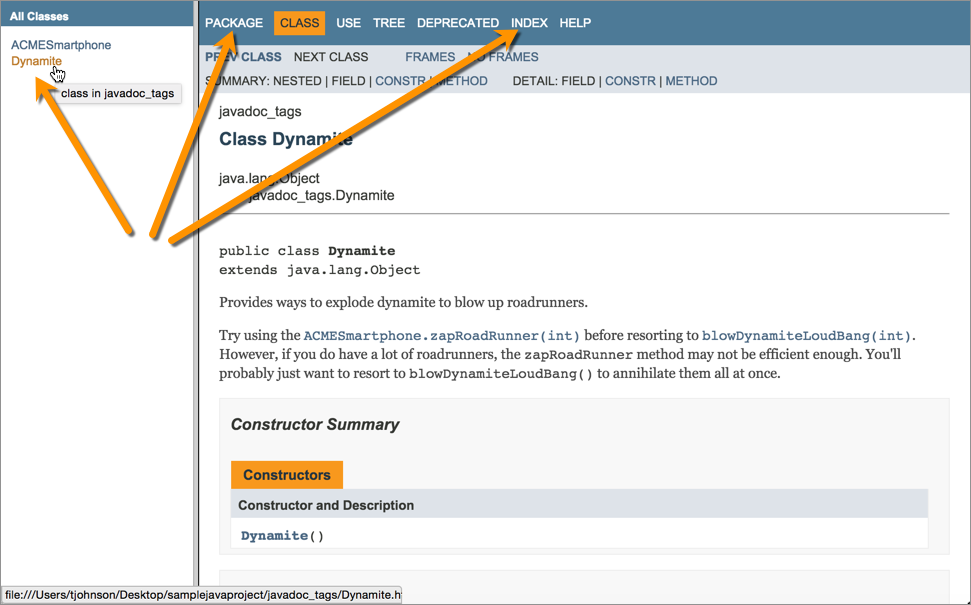 All Classes
ACMESmartphone
Dynamite
class in javadoc_tags
PACKAGE CLASS USE TREE DEPRECATED INDEX HELP
PREV CLASS NEXT CLASS FRAMES NO FRAMES
SUMMARY: NESTED | FIELD | CONSTR | METHOD DETAIL: FIELD | CONSTR | METHOD
javadoc_tags
Class Dynamite
java.lang.Object
javadoc_tags.Dynamite
public class Dynamite
extends java.lang.Object
Provides ways to explode dynamite to blow up roadrunners.
Try using the ACMESmartphone.zapRoadRunner(int) before resorting to blowDynamiteLoudBang(int).
However, if you do have a lot of roadrunners, the zapRoadRunner method may not be efficient enough. You'll
probably just want to resort to blowDynamiteLoudBang() to annihilate them all at once.
Constructor Summary
Constructors
Constructor and Description
Dynamite()
file:///Users/tjohnson/Desktop/samplejavaproject/javadoc_tags/Dynamite.h